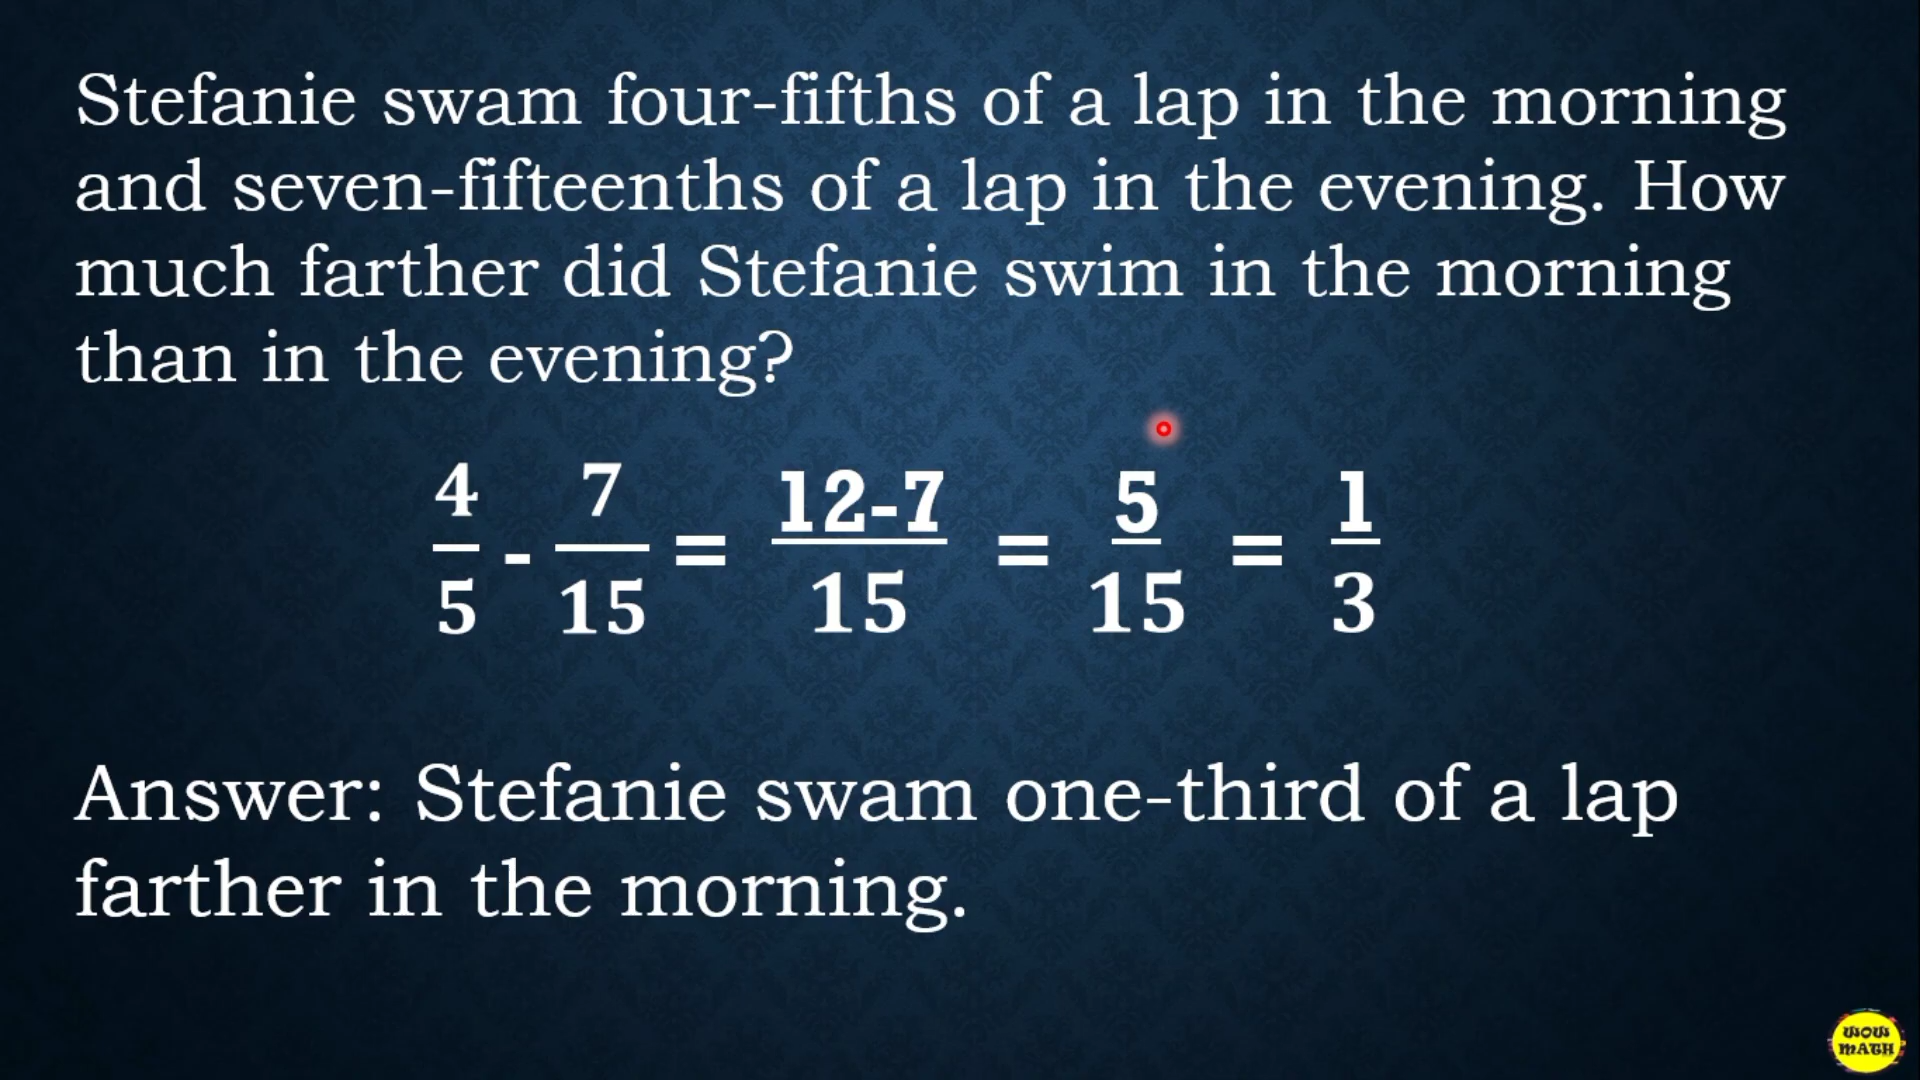 Stefanie swam four-fifths of a lap in the morning
and seven-fifteenths of a lap in the evening. How
much farther did Stefanie swim in the morning
than in the evening?
4/5 - 7/15 = 12-7/15 = 5/15 = 1/3
Answer: Stefanie swam one-third of a lap
farther in the morning.
WOW
MATH